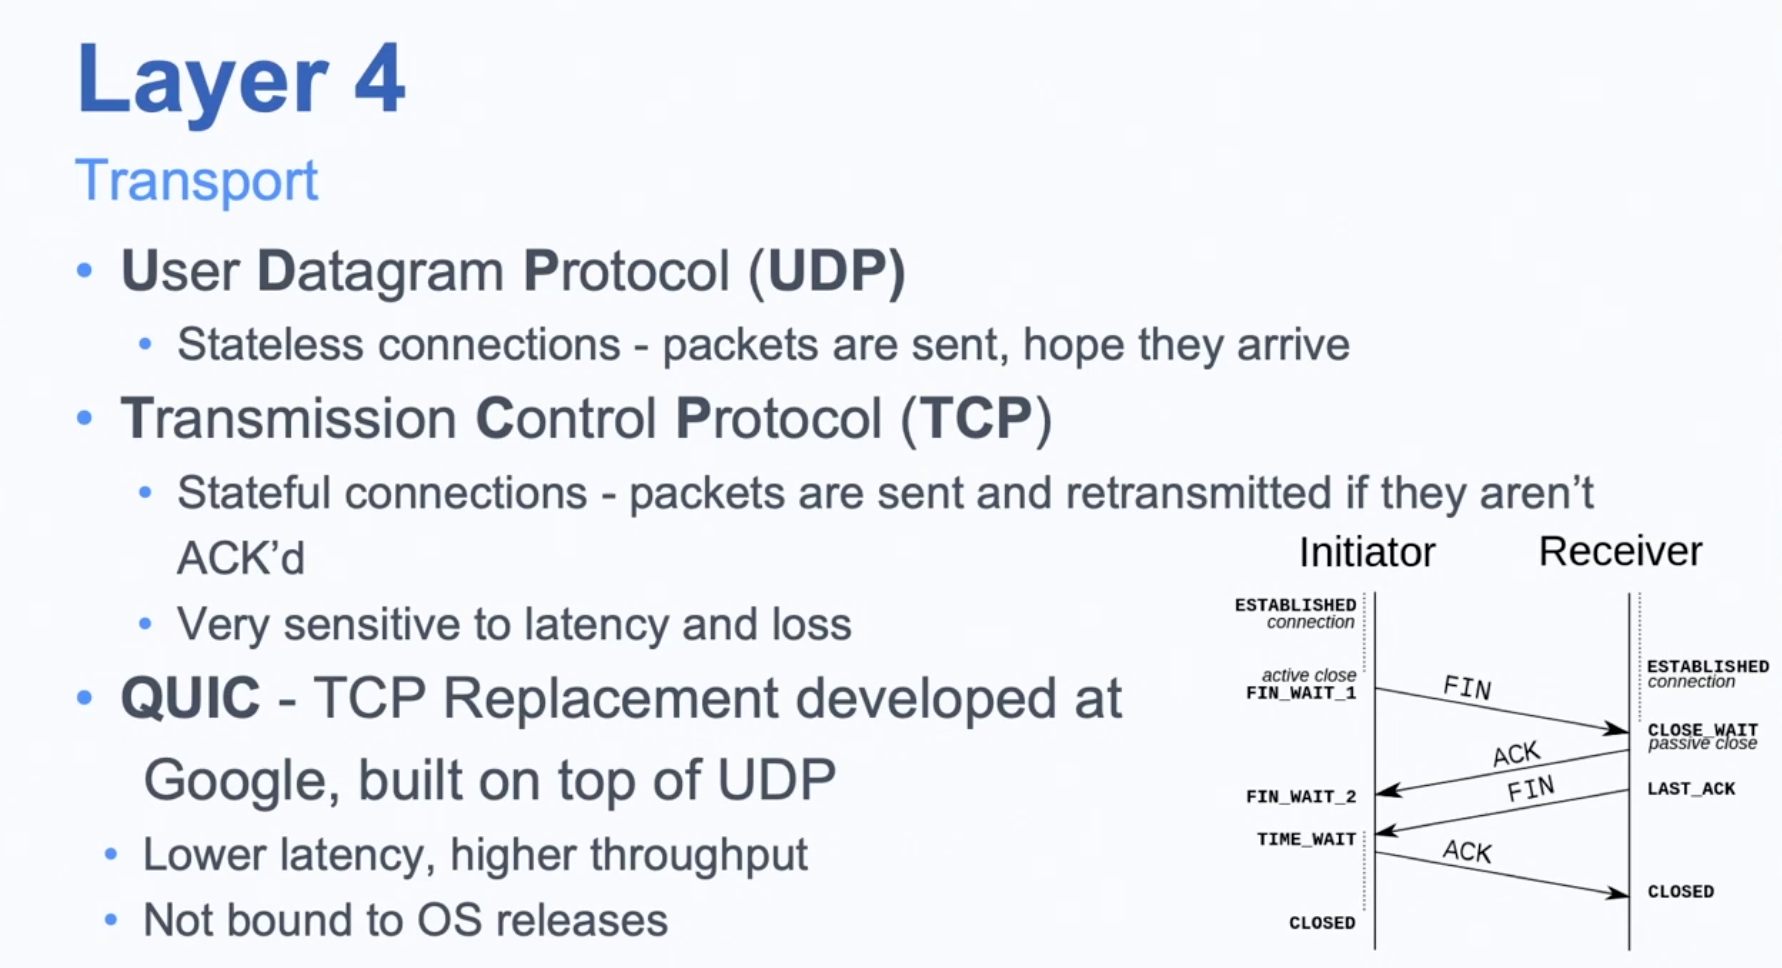 Layer 4
Transport
• User Datagram Protocol (UDP)
• Stateless connections - packets are sent, hope they arrive
• Transmission Control Protocol (TCP)
• Stateful connections - packets are sent and retransmitted if they aren’t
ACK’d
• Very sensitive to latency and loss
• QUIC - TCP Replacement developed at
Google, built on top of UDP
• Lower latency, higher throughput
• Not bound to OS releases
Initiator Receiver
ESTABLISHED
connection
active close
FIN_WAIT_1
FIN
ESTABLISHED
connection
CLOSE_WAIT
passive close
ACK
FIN_WAIT_2
FIN
LAST_ACK
TIME_WAIT
ACK
CLOSED
CLOSED